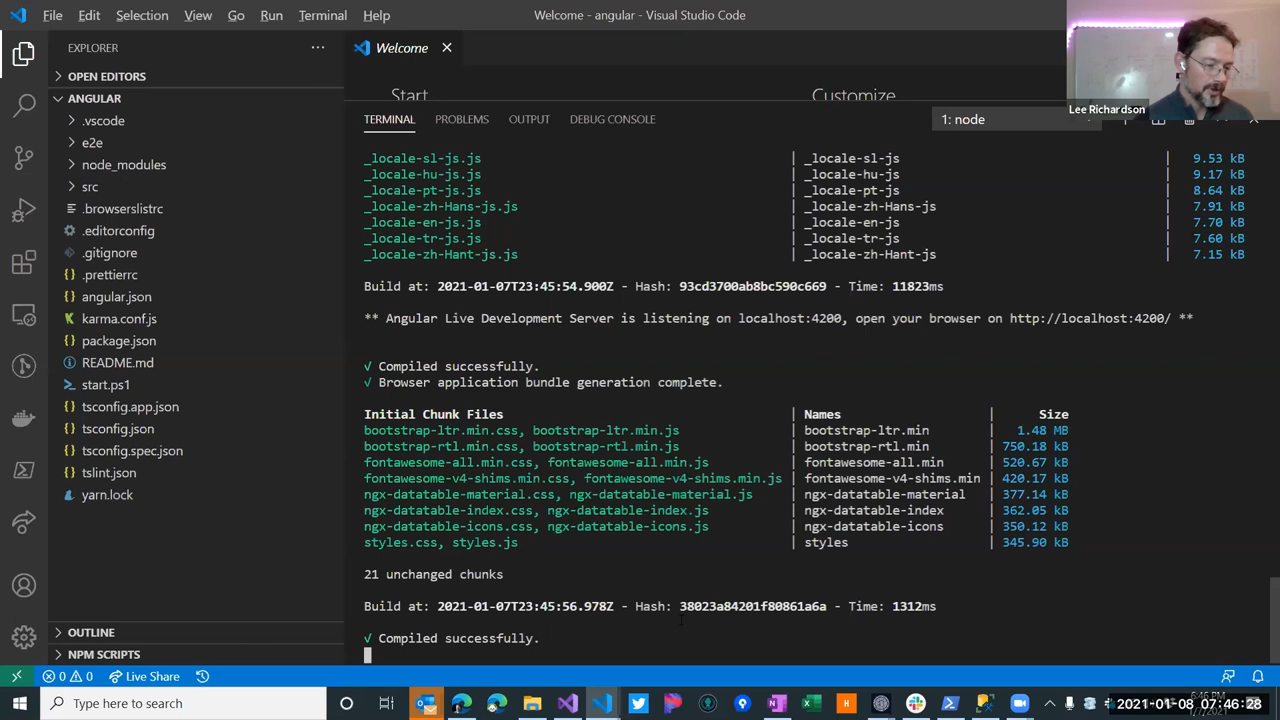 File Edit Selection View Go Run Terminal Help
Welcome - angular - Visual Studio Code
EXPLORER
OPEN EDITORS
ANGULAR
.vscode
e2e
node_modules
src
.browserslistrc
.editorconfig
.gitignore
.prettierrc
angular.json
karma.conf.js
package.json
README.md
start.ps1
tsconfig.app.json
tsconfig.json
tsconfig.spec.json
tslint.json
yarn.lock
OUTLINE
NPM SCRIPTS
Welcome
Start Customize
Lee Richardson
TERMINAL PROBLEMS OUTPUT DEBUG CONSOLE
1: node
_locale-sl-js.js | _locale-sl-js | 9.53 kB
_locale-hu-js.js | _locale-hu-js | 9.17 kB
_locale-pt-js.js | _locale-pt-js | 8.64 kB
_locale-zh-Hans-js.js | _locale-zh-Hans-js | 7.91 kB
_locale-en-js.js | _locale-en-js | 7.70 kB
_locale-tr-js.js | _locale-tr-js | 7.60 kB
_locale-zh-Hant-js.js | _locale-zh-Hant-js | 7.15 kB
Build at: 2021-01-07T23:45:54.900Z - Hash: 93cd3700ab8bc590c669 - Time: 11823ms
** Angular Live Development Server is listening on localhost:4200, open your browser on http://localhost:4200/ **
√ Compiled successfully.
√ Browser application bundle generation complete.
Initial Chunk Files | Names | Size
bootstrap-ltr.min.css, bootstrap-ltr.min.js | bootstrap-ltr.min | 1.48 MB
bootstrap-rtl.min.css, bootstrap-rtl.min.js | bootstrap-rtl.min | 750.18 kB
fontawesome-all.min.css, fontawesome-all.min.js | fontawesome-all.min | 520.67 kB
fontawesome-v4-shims.min.css, fontawesome-v4-shims.min.js | fontawesome-v4-shims.min | 420.17 kB
ngx-datatable-material.css, ngx-datatable-material.js | ngx-datatable-material | 377.14 kB
ngx-datatable-index.css, ngx-datatable-index.js | ngx-datatable-index | 362.05 kB
ngx-datatable-icons.css, ngx-datatable-icons.js | ngx-datatable-icons | 350.12 kB
styles.css, styles.js | styles | 345.90 kB
21 unchanged chunks
Build at: 2021-01-07T23:45:56.978Z - Hash: 38023a84201f80861a6a - Time: 1312ms
√ Compiled successfully.
0 0 Live Share
Type here to search
6:46 PM
2021-01-08 07:46:28